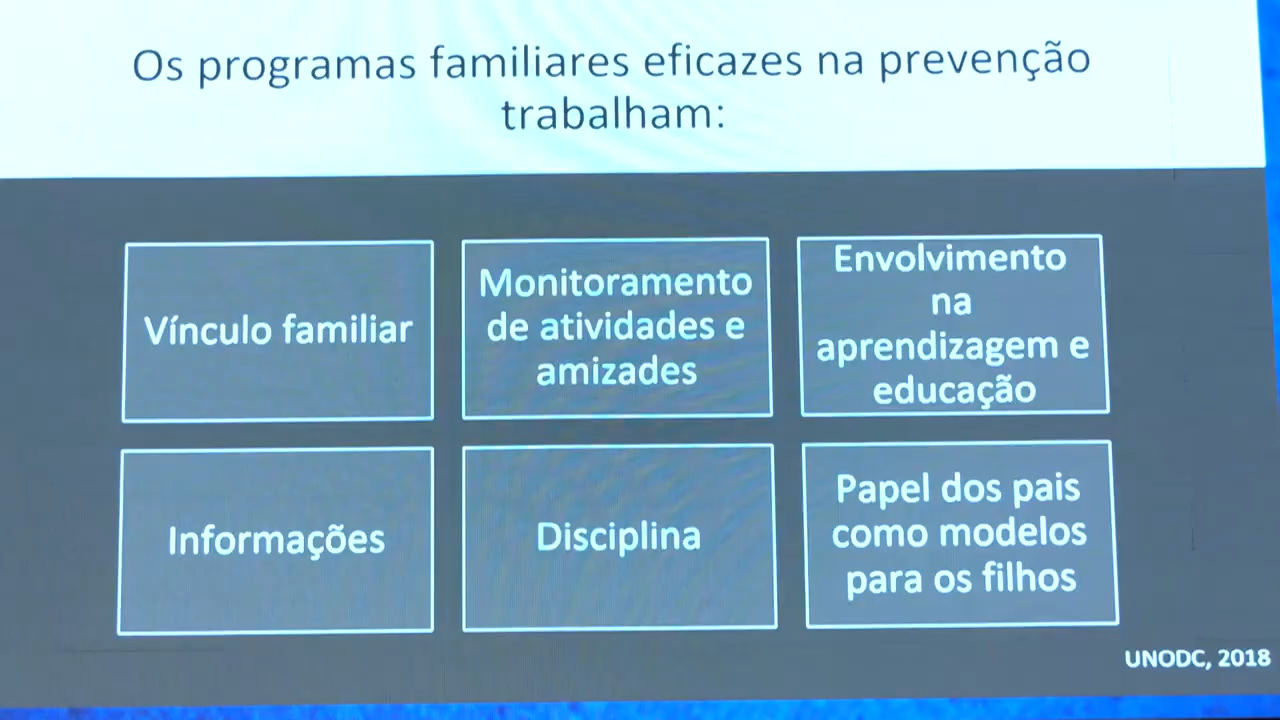 Os programas familiares eficazes na prevenção
trabalham:
Vínculo familiar
Monitoramento
de atividades e
amizades
Envolvimento
na
aprendizagem e
educação
Informações
Disciplina
Papel dos pais
como modelos
para os filhos
UNODC, 2018